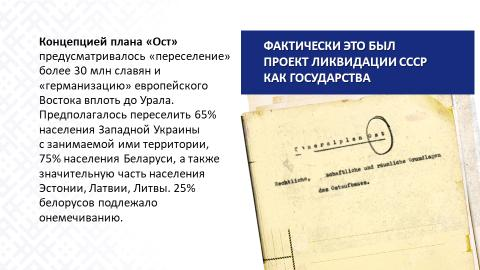 Концепцией плана «Ост»
предусматривалось «переселение»
более 30 млн славян и
«германизацию» европейского
Востока вплоть до Урала.
Предполагалось переселить 65%
населения Западной Украины
с занимаемой ими территории,
75% населения Беларуси, а также
значительную часть населения
Эстонии, Латвии, Литвы. 25%
белорусов подлежало
онемечиванию.
ФАКТИЧЕСКИ ЭТО БЫЛ
ПРОЕКТ ЛИКВИДАЦИИ СССР
КАК ГОСУДАРСТВА
Generalplan Ost
Rechtliche, schaftliche und räumliche Grundlagen
des Ostaufbaues.